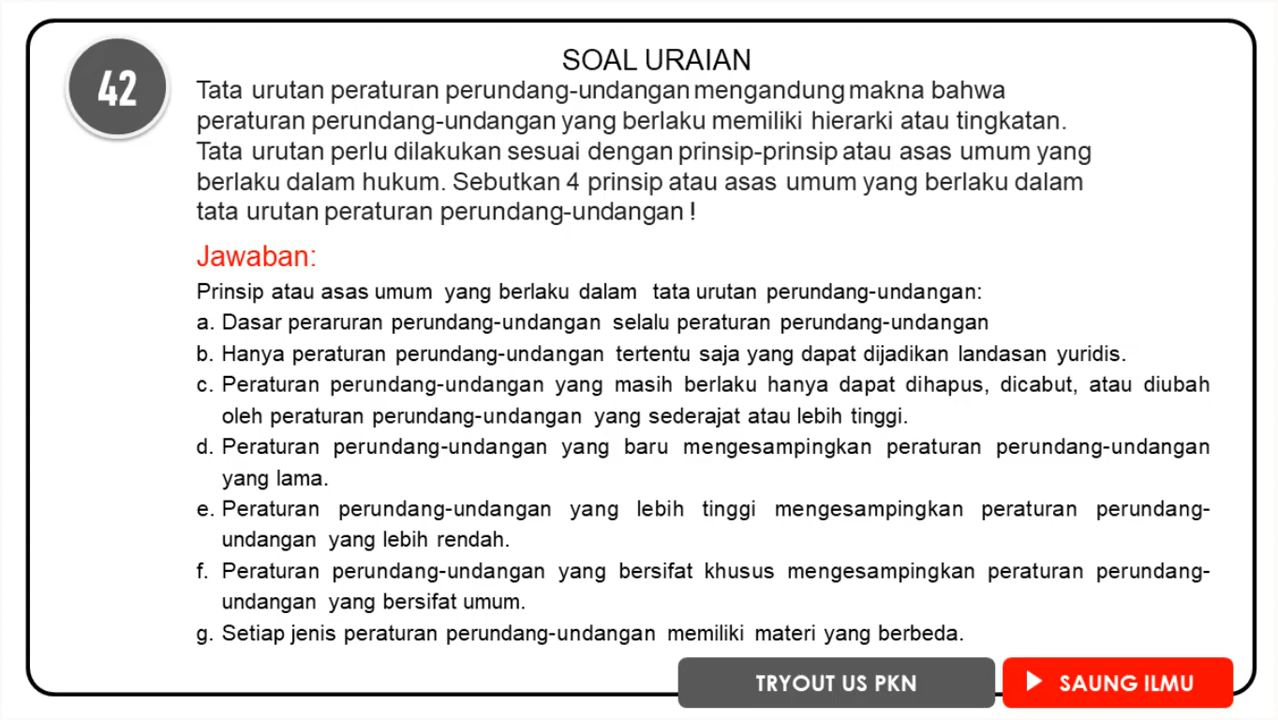 42
SOAL URAIAN
Tata urutan peraturan perundang-undangan mengandung makna bahwa
peraturan perundang-undangan yang berlaku memiliki hierarki atau tingkatan.
Tata urutan perlu dilakukan sesuai dengan prinsip-prinsip atau asas umum yang
berlaku dalam hukum. Sebutkan 4 prinsip atau asas umum yang berlaku dalam
tata urutan peraturan perundang-undangan !
Jawaban:
Prinsip atau asas umum yang berlaku dalam tata urutan perundang-undangan:
a. Dasar peraruran perundang-undangan selalu peraturan perundang-undangan
b. Hanya peraturan perundang-undangan tertentu saja yang dapat dijadikan landasan yuridis.
c. Peraturan perundang-undangan yang masih berlaku hanya dapat dihapus, dicabut, atau diubah
oleh peraturan perundang-undangan yang sederajat atau lebih tinggi.
d. Peraturan perundang-undangan yang baru mengesampingkan peraturan perundang-undangan
yang lama.
e. Peraturan perundang-undangan yang lebih tinggi mengesampingkan peraturan perundang-
undangan yang lebih rendah.
f. Peraturan perundang-undangan yang bersifat khusus mengesampingkan peraturan perundang-
undangan yang bersifat umum.
g. Setiap jenis peraturan perundang-undangan memiliki materi yang berbeda.
TRYOUT US PKN
SAUNG ILMU